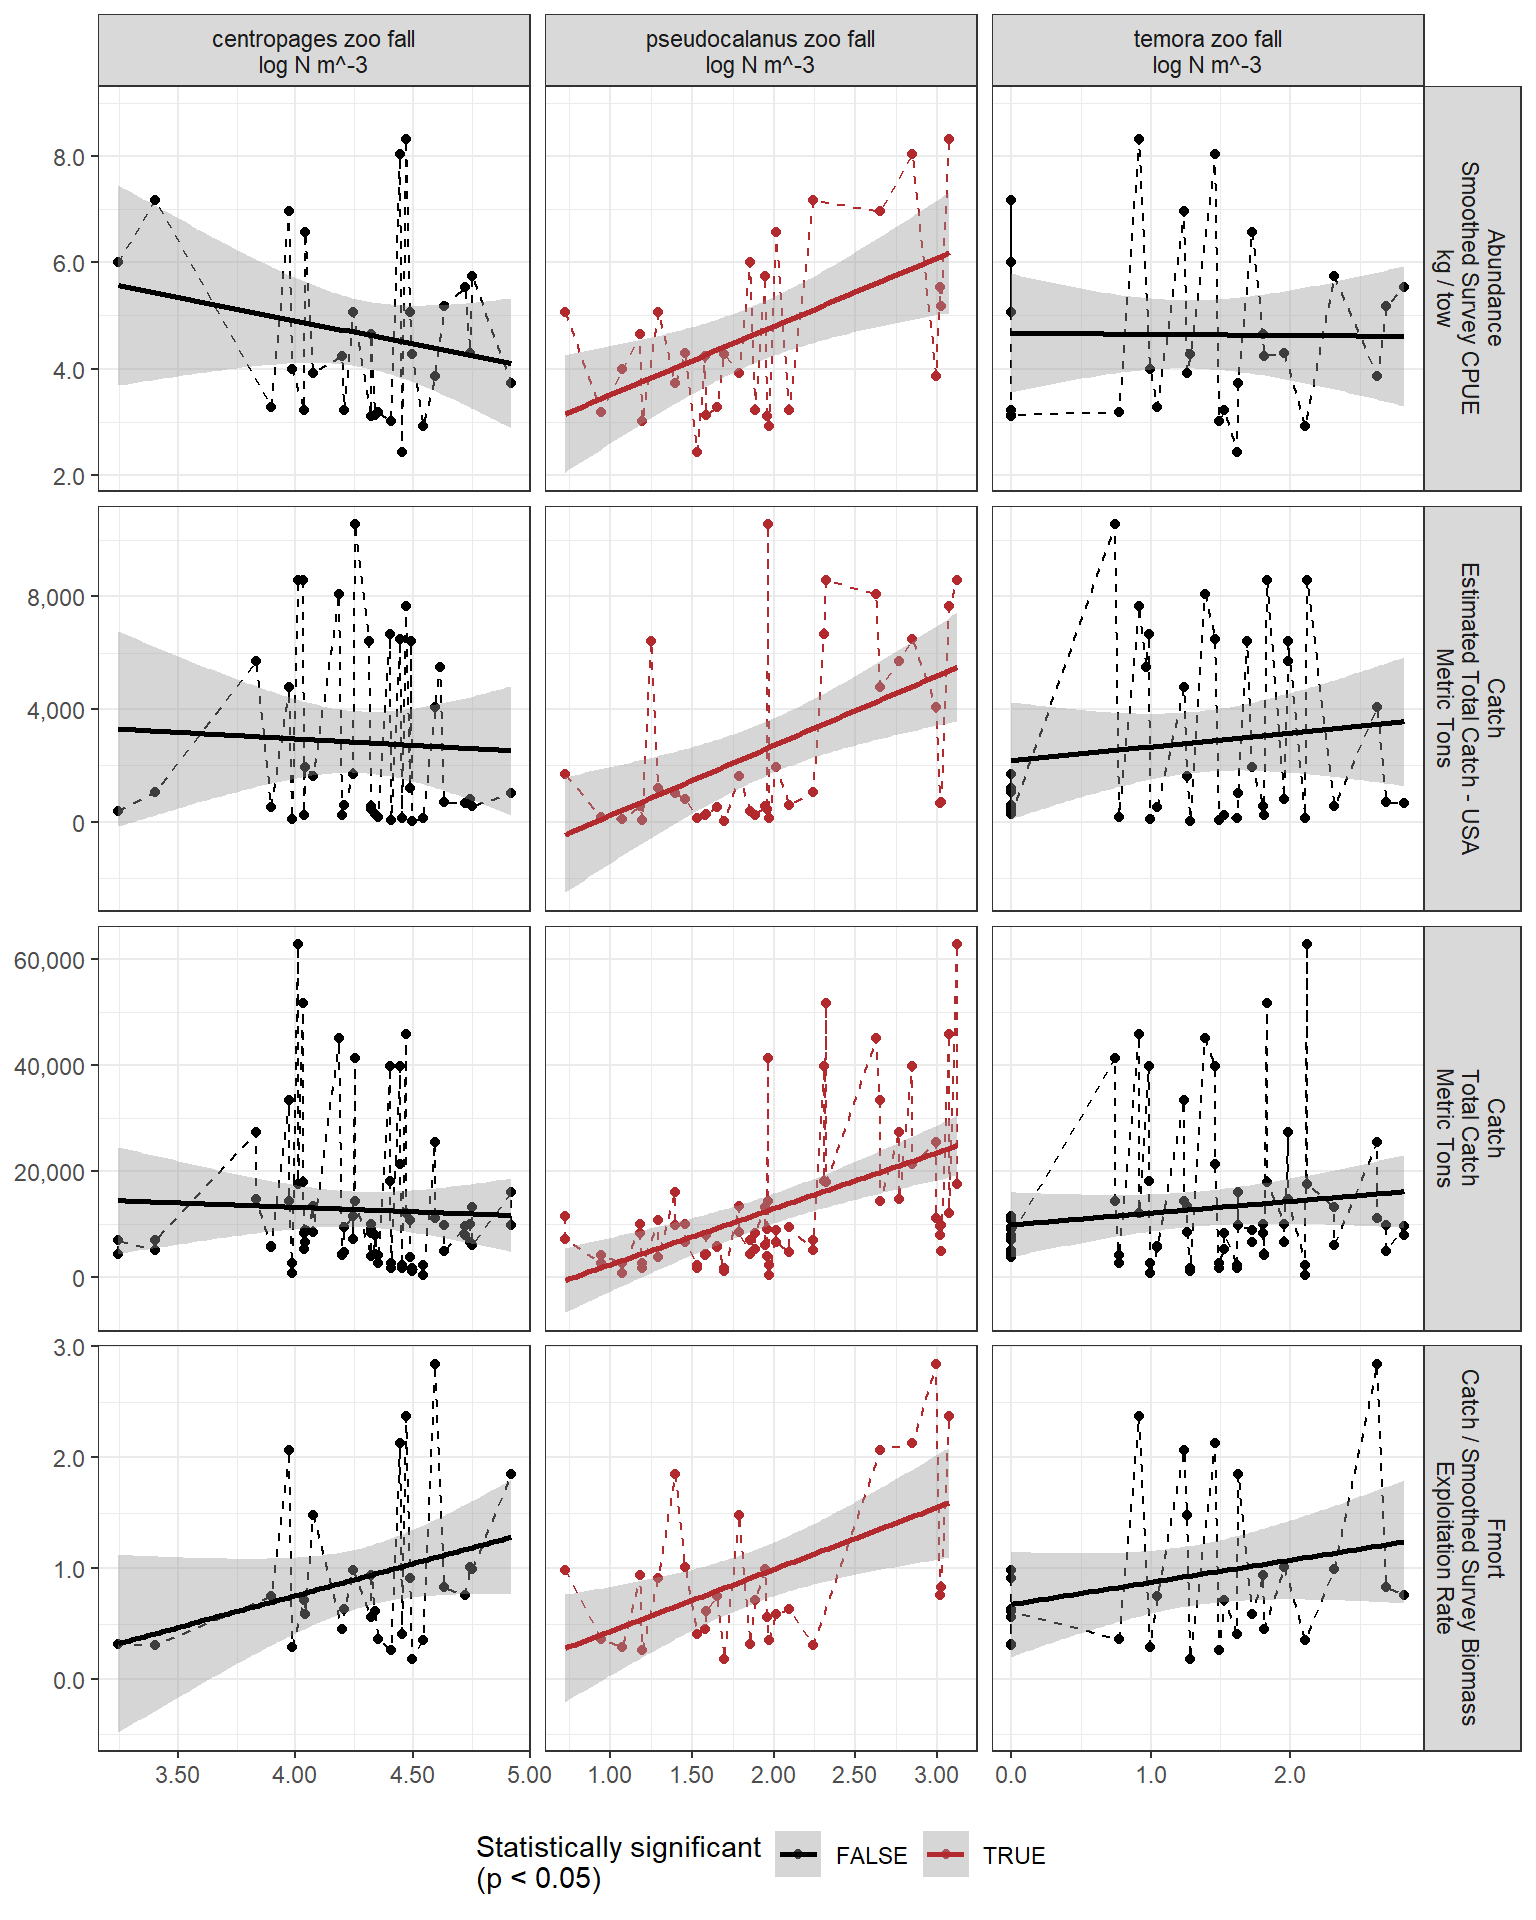 centropages zoo fall
log N m^-3
pseudocalanus zoo fall
log N m^-3
temora zoo fall
log N m^-3
8.0
6.0
4.0
2.0
Abundance
Smoothed Survey CPUE
kg / tow
8,000
4,000
0
Catch
Estimated Total Catch - USA
Metric Tons
60,000
40,000
20,000
0
Catch
Total Catch
Metric Tons
3.0
2.0
1.0
0.0
Fmort
Catch / Smoothed Survey Biomass
Exploitation Rate
3.50 4.00 4.50 5.00
1.00 1.50 2.00 2.50 3.00
0.0 1.0 2.0
Statistically significant
(p < 0.05)
FALSE
TRUE